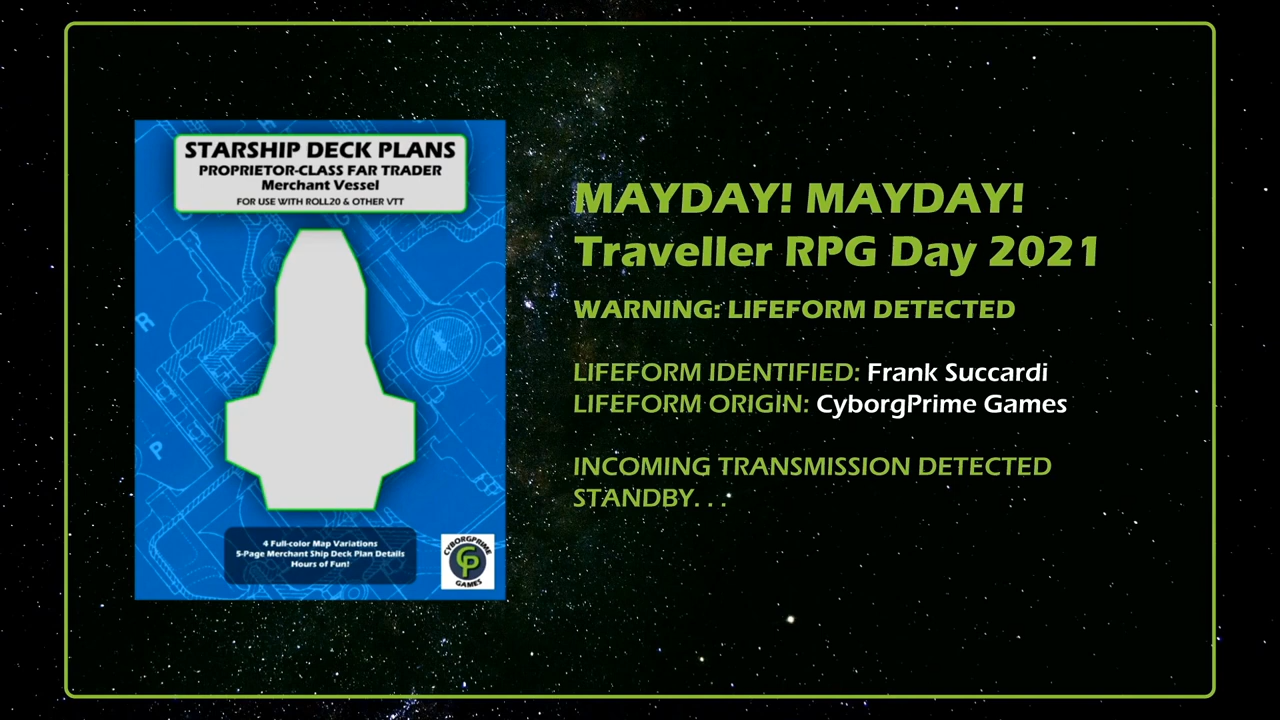 STARSHIP DECK PLANS
PROPRIETOR-CLASS FAR TRADER
Merchant Vessel
FOR USE WITH ROLL20 & OTHER VTT
R
P
4 Full-color Map Variations
5-Page Merchant Ship Deck Plan Details
Hours of Fun!
CYBORGPRIME
CP
GAMES
MAYDAY! MAYDAY!
Traveller RPG Day 2021
WARNING: LIFEFORM DETECTED
LIFEFORM IDENTIFIED: Frank Succardi
LIFEFORM ORIGIN: CyborgPrime Games
INCOMING TRANSMISSION DETECTED
STANDBY. . .